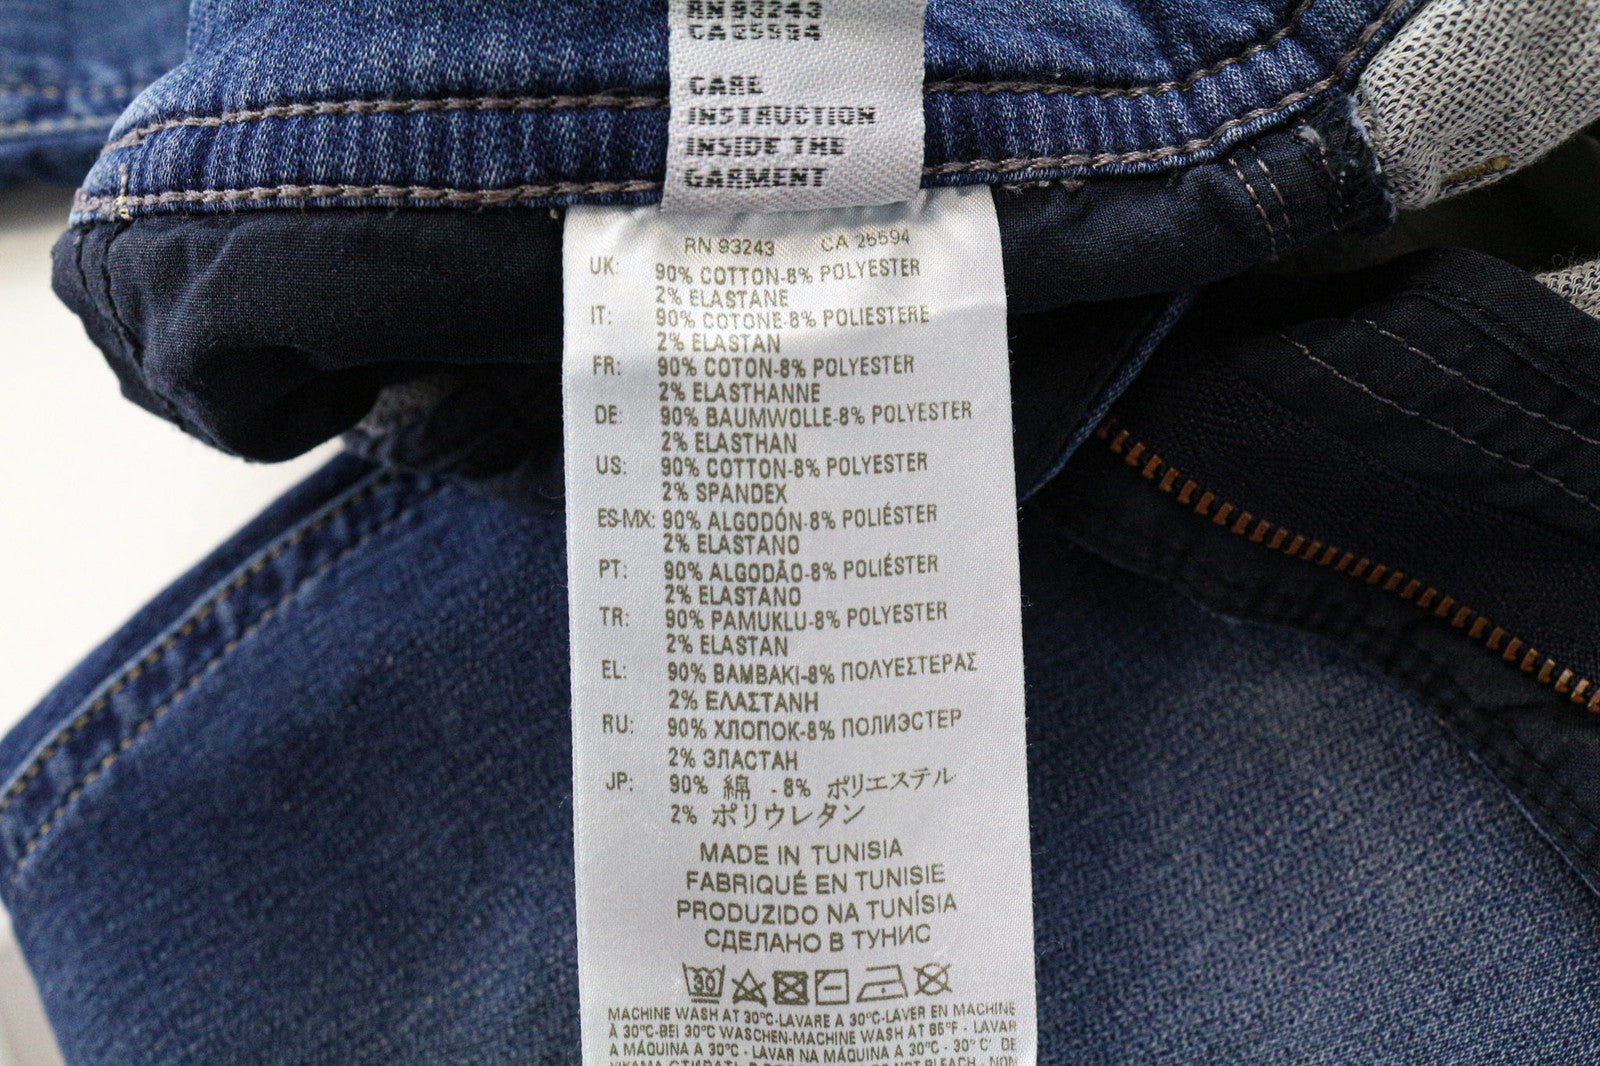 RN 93243
CA 25594
CARE
INSTRUCTION
INSIDE THE
GARMENT
RN 93243 CA 25594
UK: 90% COTTON-8% POLYESTER
2% ELASTANE
IT: 90% COTONE-8% POLIESTERE
2% ELASTAN
FR: 90% COTON-8% POLYESTER
2% ELASTHANNE
DE: 90% BAUMWOLLE-8% POLYESTER
2% ELASTHAN
US: 90% COTTON-8% POLYESTER
2% SPANDEX
ES-MX: 90% ALGODÓN-8% POLIÉSTER
2% ELASTANO
PT: 90% ALGODÃO-8% POLIÉSTER
2% ELASTANO
TR: 90% PAMUKLU-8% POLYESTER
2% ELASTAN
EL: 90% BAMBAKI-8% ΠΟΛΥΕΣΤΕΡΑΣ
2% ΕΛΑΣΤΑΝΗ
RU: 90% ХЛОПОК-8% ПОЛИЭСТЕР
2% ЭЛАСТАН
JP: 90% 綿 - 8% ポリエステル
2% ポリウレタン
MADE IN TUNISIA
FABRIQUÉ EN TUNISIE
PRODUZIDO NA TUNÍSIA
СДЕЛАНО В ТУНИС
30
MACHINE WASH AT 30°C-LAVARE A 30°C-LAVER EN MACHINE
À 30°C-BEI 30°C WASCHEN-MACHINE WASH AT 85°F - LAVAR
A MÁQUINA A 30°C - LAVAR NA MÁQUINA A 30°C - 30°C' DE